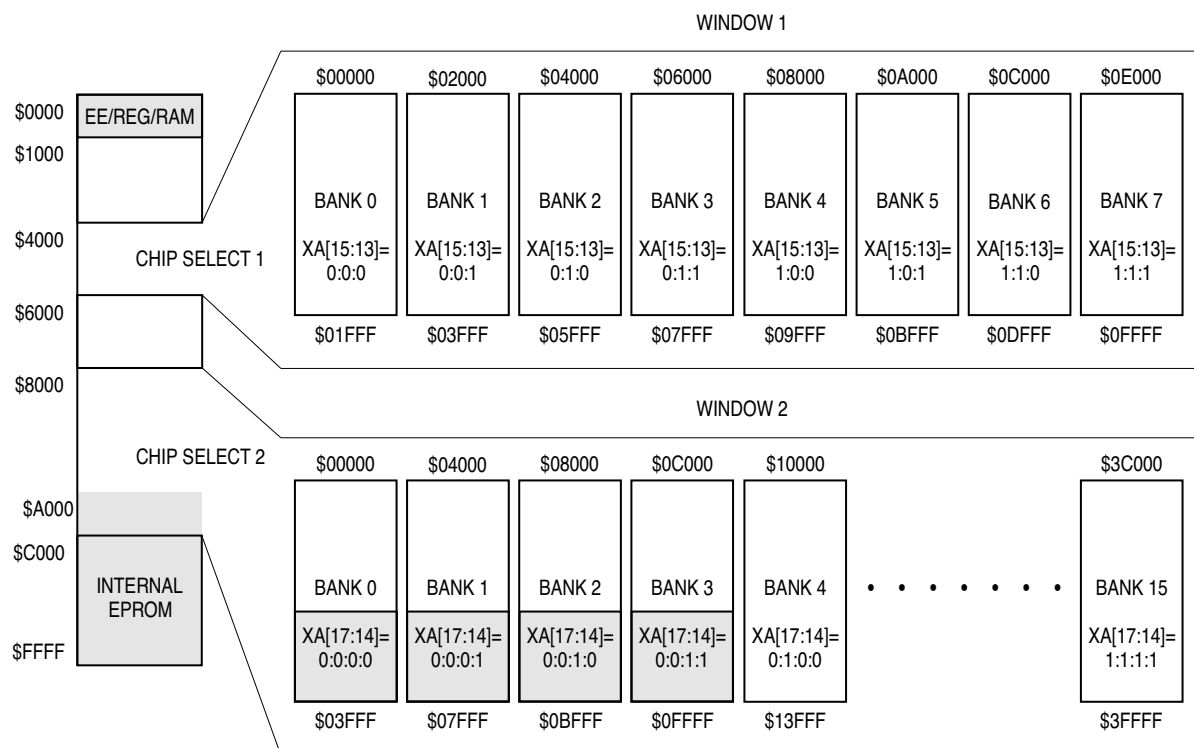 WINDOW 1
$00000 $02000 $04000 $06000 $08000 $0A000 $0C000 $0E000
$0000 EE/REG/RAM
$1000
BANK 0 BANK 1 BANK 2 BANK 3 BANK 4 BANK 5 BANK 6 BANK 7
$4000
CHIP SELECT 1
XA[15:13]= XA[15:13]= XA[15:13]= XA[15:13]= XA[15:13]= XA[15:13]= XA[15:13]= XA[15:13]=
0:0:0 0:0:1 0:1:0 0:1:1 1:0:0 1:0:1 1:1:0 1:1:1
$6000
$01FFF $03FFF $05FFF $07FFF $09FFF $0BFFF $0DFFF $0FFFF
$8000
WINDOW 2
CHIP SELECT 2
$00000 $04000 $08000 $0C000 $10000 $3C000
$A000
$C000
INTERNAL
EPROM
BANK 0 BANK 1 BANK 2 BANK 3 BANK 4 • • • • • • • BANK 15
XA[17:14]= XA[17:14]= XA[17:14]= XA[17:14]= XA[17:14]= XA[17:14]=
0:0:0:0 0:0:0:1 0:0:1:0 0:0:1:1 0:1:0:0 1:1:1:1
$FFFF
$03FFF $07FFF $0BFFF $0FFFF $13FFF $3FFFF